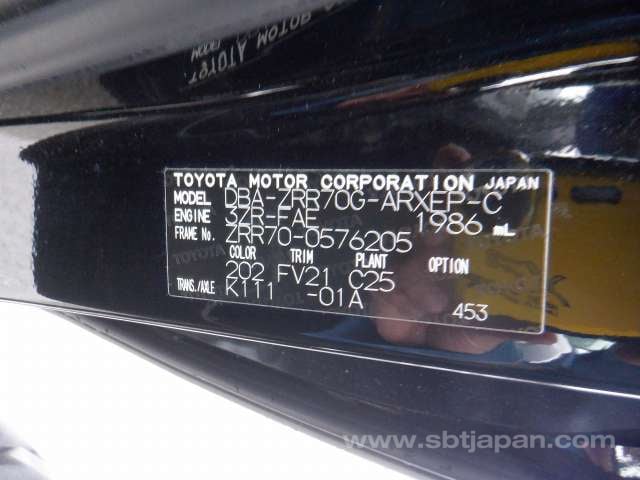 TOYOTA MOTOR CORPORATION JAPAN
MODEL DBA-ZRR70G-ARXEP-C
ENGINE 3ZR-FAE 1986 mL
FRAME No. ZRR70-0576205
COLOR TRIM PLANT OPTION
202 FV21 C25
TRANS./AXLE K111 -01A
453
www.sbtjapan.com